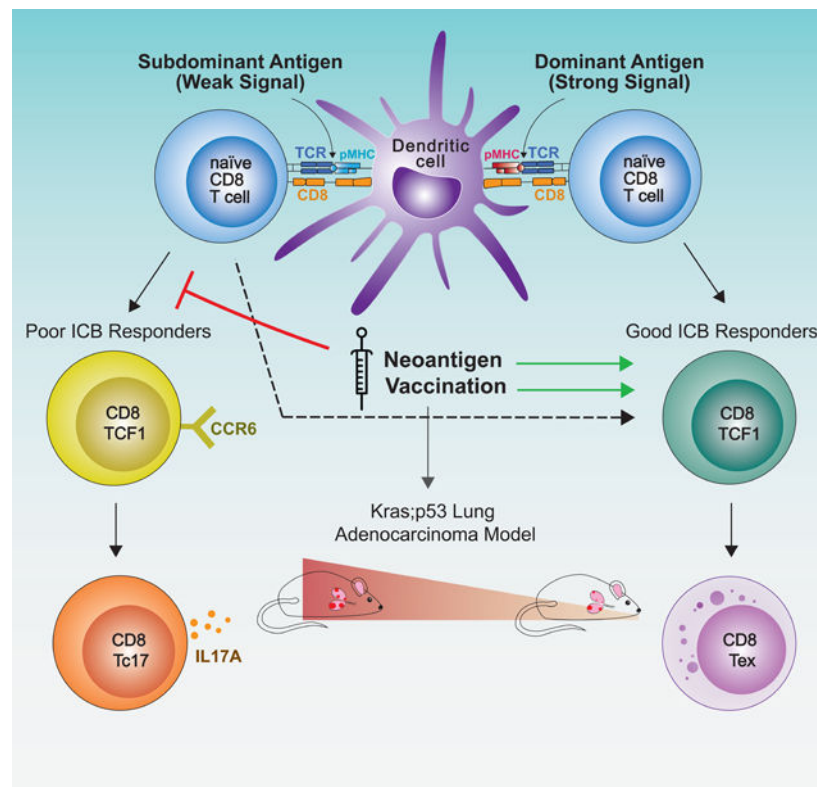 Subdominant Antigen
(Weak Signal)
Dominant Antigen
(Strong Signal)
naïve
CD8
T cell
TCR
pMHC
CD8
Dendritic
cell
pMHC
TCR
CD8
naïve
CD8
T cell
Poor ICB Responders
Good ICB Responders
Neoantigen
Vaccination
CD8
TCF1
CCR6
CD8
TCF1
Kras;p53 Lung
Adenocarcinoma Model
CD8
Tc17
IL17A
CD8
Tex